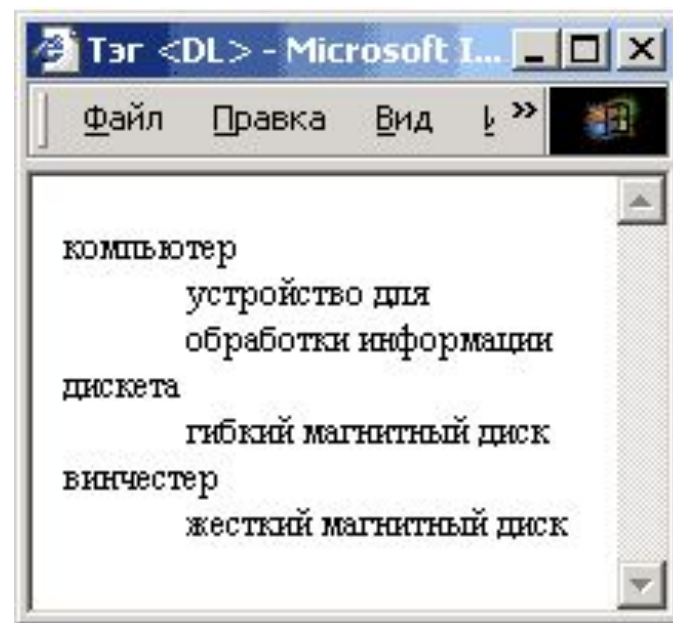 Тэг <DL> - Microsoft I...
Файл Правка Вид »
компьютер
устройство для
обработки информации
дискета
гибкий магнитный диск
винчестер
жесткий магнитный диск